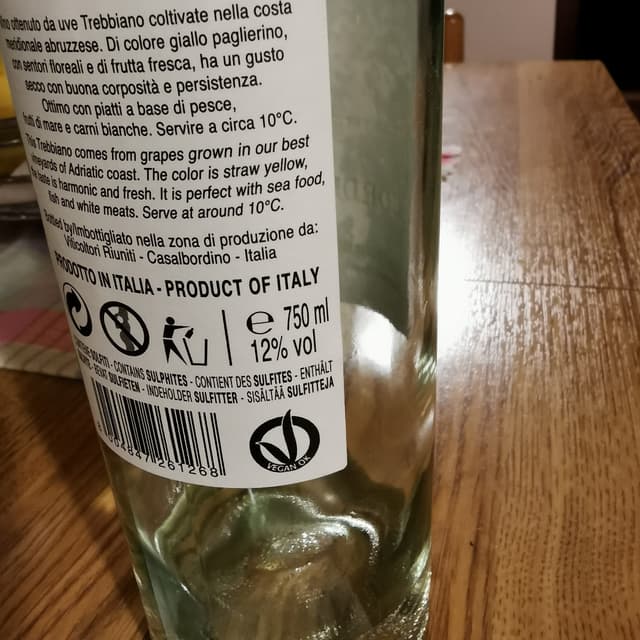 ottenuto da uve Trebbiano coltivate nella costa
meridionale abruzzese. Di colore giallo paglierino,
con sentori floreali e di frutta fresca, ha un gusto
secco con buona corposità e persistenza.
Ottimo con piatti a base di pesce,
frutti di mare e carni bianche. Servire a circa 10°C.
This Trebbiano comes from grapes grown in our best
vineyards of Adriatic coast. The color is straw yellow,
the taste is harmonic and fresh. It is perfect with sea food,
fish and white meats. Serve at around 10°C.
Bottled by/Imbottigliato nella zona di produzione da:
Viticoltori Riuniti - Casalbordino - Italia
PRODOTTO IN ITALIA - PRODUCT OF ITALY
e 750 ml
12% vol
SOLFITI - CONTAINS SULPHITES - CONTIENT DES SULFITES - ENTHÄLT
SULFIETEN - INDEHOLDER SULFITTER - SISÄLTÄÄ SULFITTEJA
004847 261268
VEGAN OK